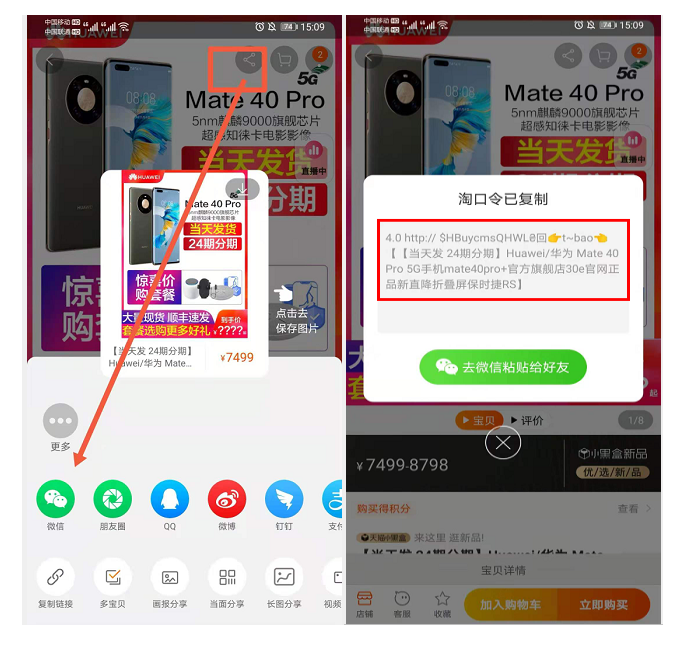 中国移动 HD
中国联通 HD
74 15:09
HUAWEI
2
5G
Mate 40 Pro
5nm麒麟9000旗舰芯片
超感知徕卡电影影像
当天发货
直播中
分期
HUAWEI
Mate 40 Pro
5nm麒麟9000旗舰芯片
超感知徕卡电影影像
当天发货
24期分期
惊喜价
购套餐
大量现货 顺丰速发
套餐选购更多好礼
到手价
¥????
点击去
保存图片
【当天发 24期分期】
Huawei/华为 Mate...
¥7499
惊
购
更多
微信
朋友圈
QQ
微博
钉钉
支付
复制链接
多宝贝
画报分享
当面分享
长图分享
视频
中国移动 HD
中国联通 HD
74 15:09
HUAWEI
2
5G
Mate 40 Pro
5nm麒麟9000旗舰芯片
超感知徕卡电影影像
当天发货
直播中
淘口令已复制
4.0 http:// $HBuycmsQHWL@回👉t~bao👈
【【当天发 24期分期】Huawei/华为 Mate 40
Pro 5G手机mate40pro+官方旗舰店30e官网正
品新直降折叠屏保时捷RS】
去微信粘贴给好友
起
宝贝
评价
1/8
¥7499-8798
小黑盒新品
优/选/新/品
购买得积分
查看
天猫小黑盒
来这里 逛新品!
【当天发 24期分期】Huawei/华为 Mate
宝贝详情
店铺
客服
收藏
加入购物车
立即购买